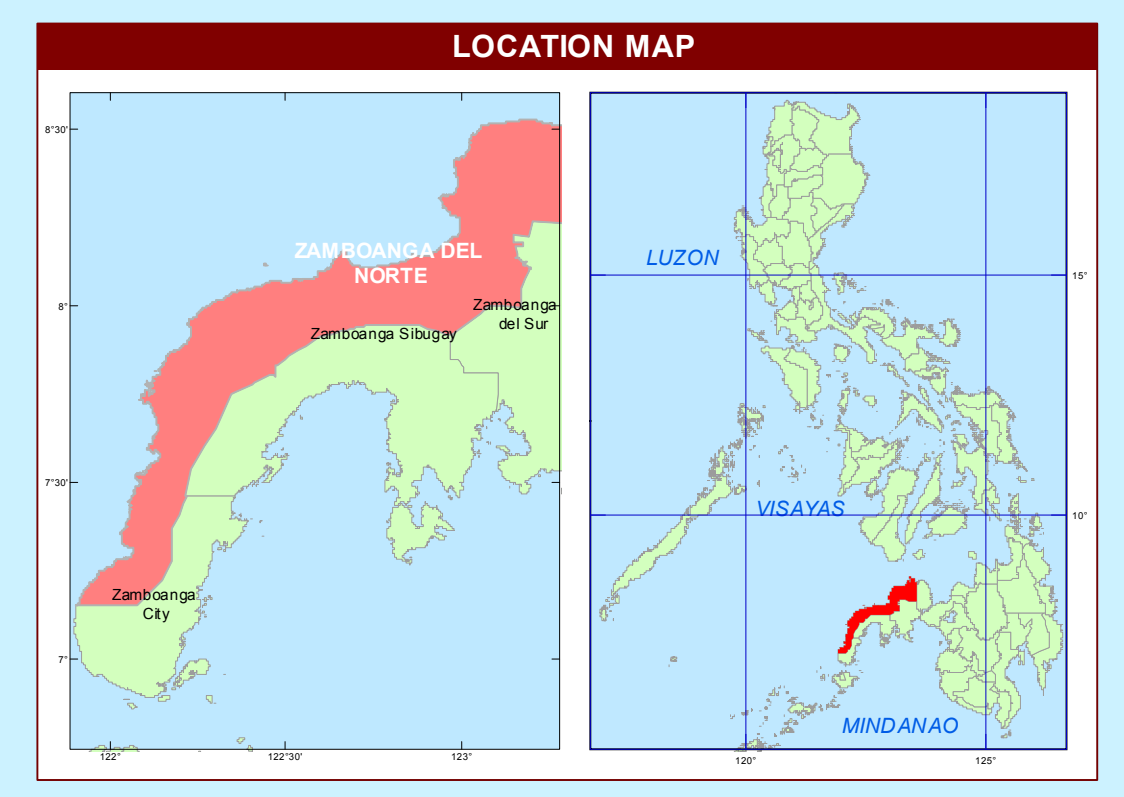 LOCATION MAP
8°30'
ZAMBOANGA DEL
NORTE
8°
Zamboanga
del Sur
Zamboanga Sibugay
7°30'
Zamboanga
City
7°
122°
122°30'
123°
LUZON
15°
VISAYAS
10°
MINDANAO
120°
125°